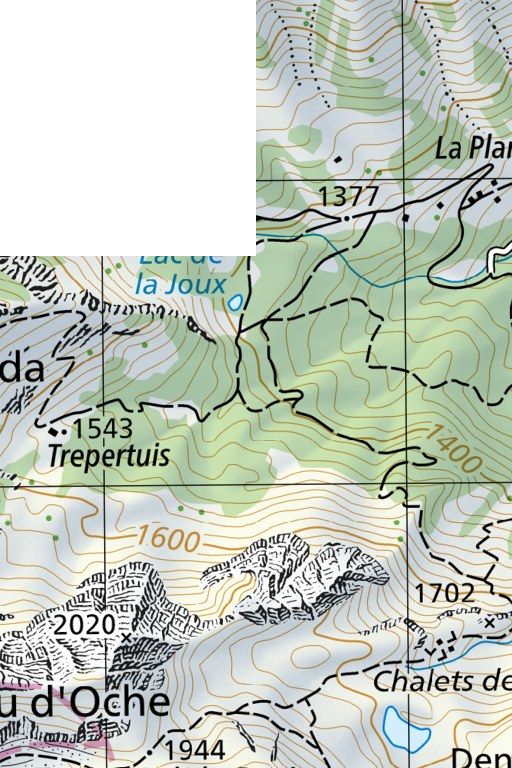 La Plan
1377
Lac de
la Joux
da
1543
Trepertuis
1400
1600
1702
2020
Chalets de
u d'Oche
1944
Den